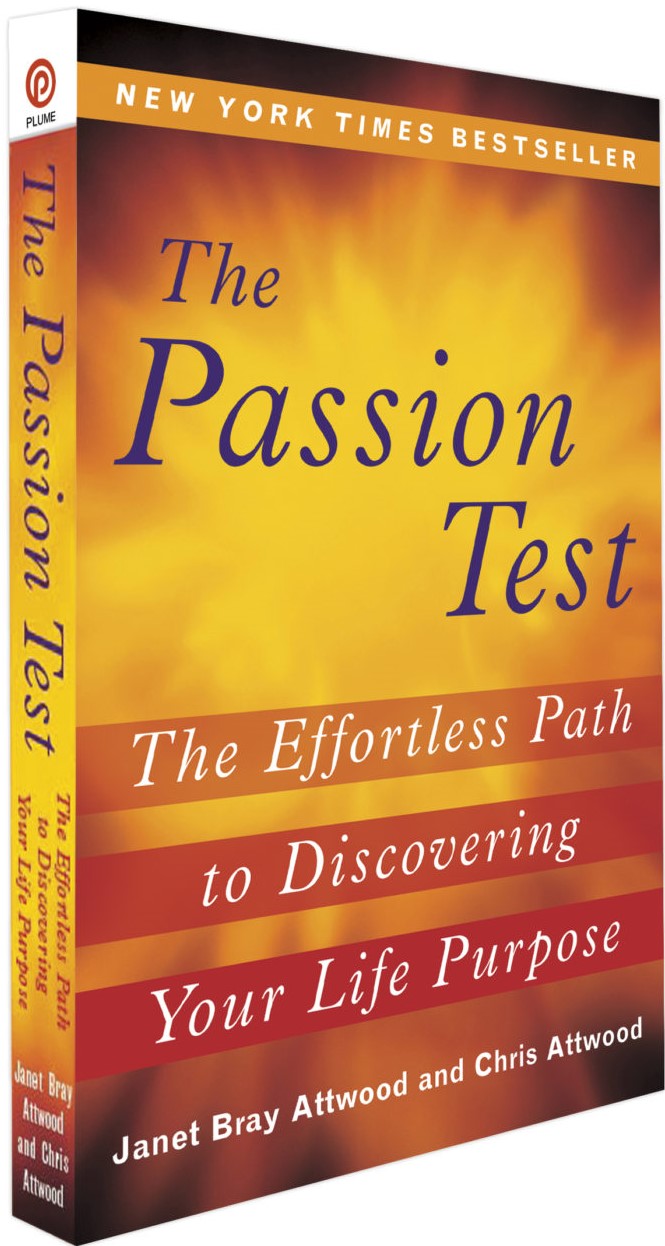 PLUME
The Passion Test
The Effortless Path
to Discovering
Your Life Purpose
Janet Bray
Attwood
and Chris
Attwood
NEW YORK TIMES BESTSELLER
The
Passion
Test
The Effortless Path
to Discovering
Your Life Purpose
Janet Bray Attwood and Chris Attwood